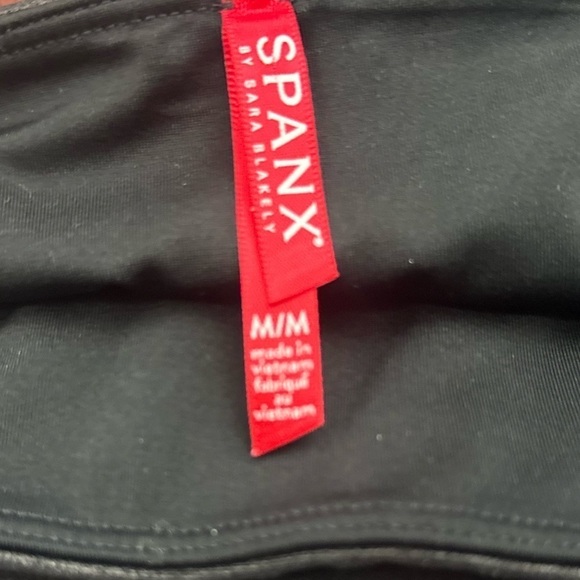 SPANX®
BY SARA BLAKELY
M/M
made in
vietnam
fabriqué
au
vietnam